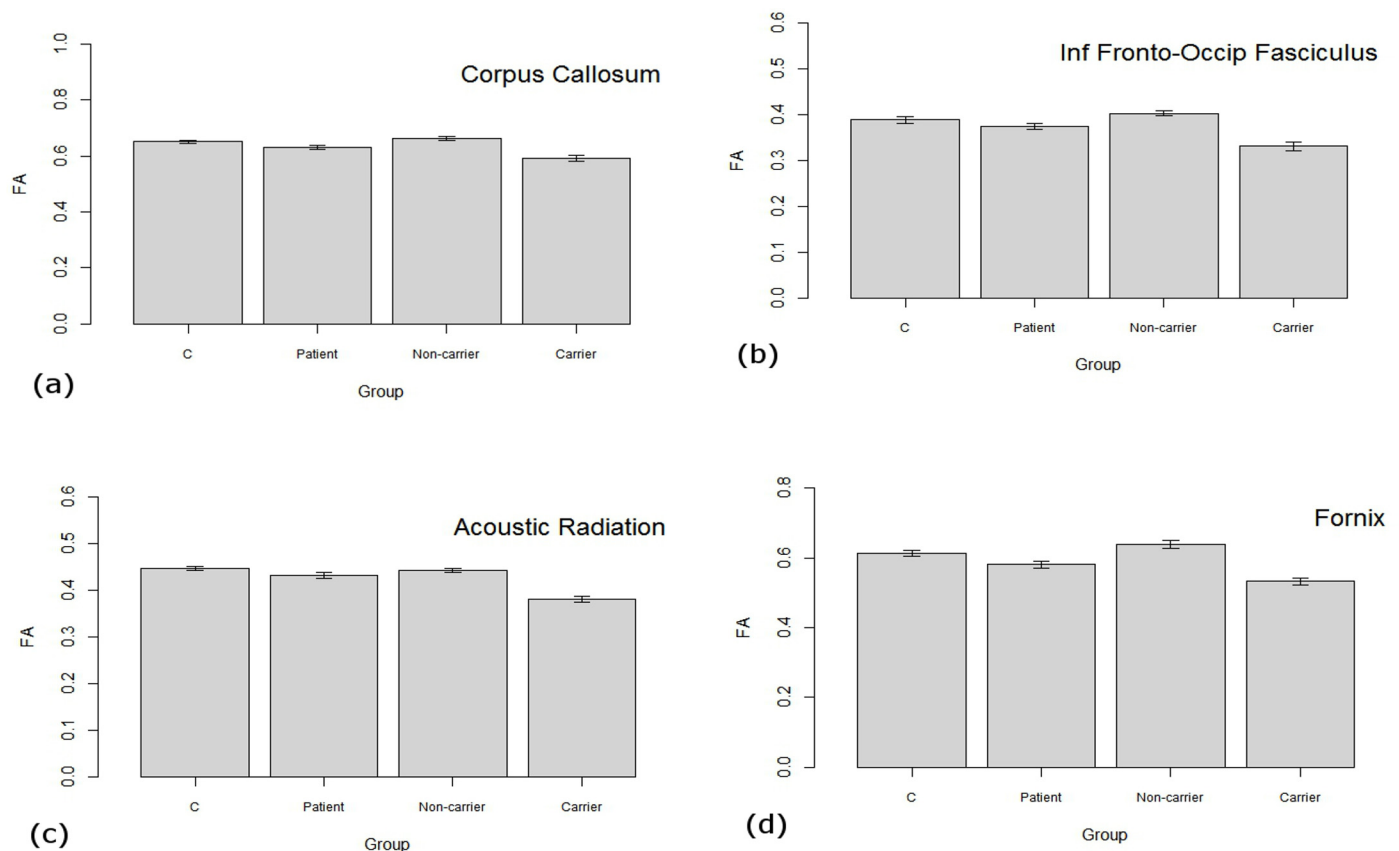 Corpus Callosum
1.0
0.8
0.6
0.4
0.2
0.0
FA
C Patient Non-carrier Carrier
Group
(a)
Inf Fronto-Occip Fasciculus
0.6
0.5
0.4
0.3
0.2
0.1
0.0
FA
C Patient Non-carrier Carrier
Group
(b)
Acoustic Radiation
0.6
0.5
0.4
0.3
0.2
0.1
0.0
FA
C Patient Non-carrier Carrier
Group
(c)
Fornix
0.8
0.6
0.4
0.2
0.0
FA
C Patient Non-carrier Carrier
Group
(d)